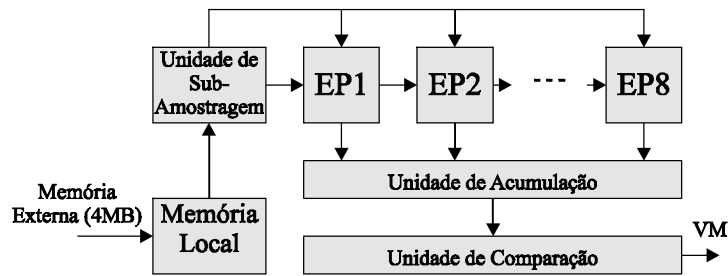 Unidade de
Sub-
Amostragem
EP1
EP2
EP8
Unidade de Acumulação
Memória
Externa (4MB)
Memória
Local
Unidade de Comparação
VM